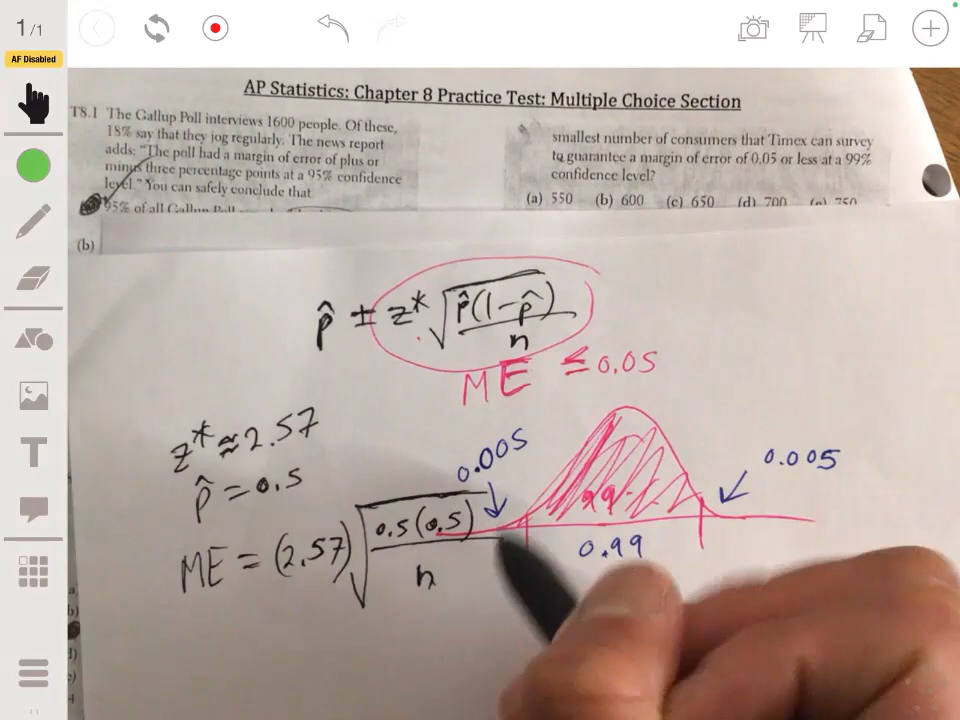 1/1
AF Disabled
AP Statistics: Chapter 8 Practice Test: Multiple Choice Section
T8.1 The Gallup Poll interviews 1600 people. Of these,
18% say that they jog regularly. The news report
adds: "The poll had a margin of error of plus or
minus three percentage points at a 95% confidence
level." You can safely conclude that
95% of all Gallup Poll
(b)
smallest number of consumers that Timex can survey
to guarantee a margin of error of 0.05 or less at a 99%
confidence level?
(a) 550 (b) 600 (c) 650 (d) 700 (e) 750
p̂ ± z* √(p̂(1-p̂)/n)
ME ≤ 0.05
z* ≈ 2.57
p̂ = 0.5
ME = (2.57) √(0.5(0.5)/n)
0.005
0.005
99%
0.99
T